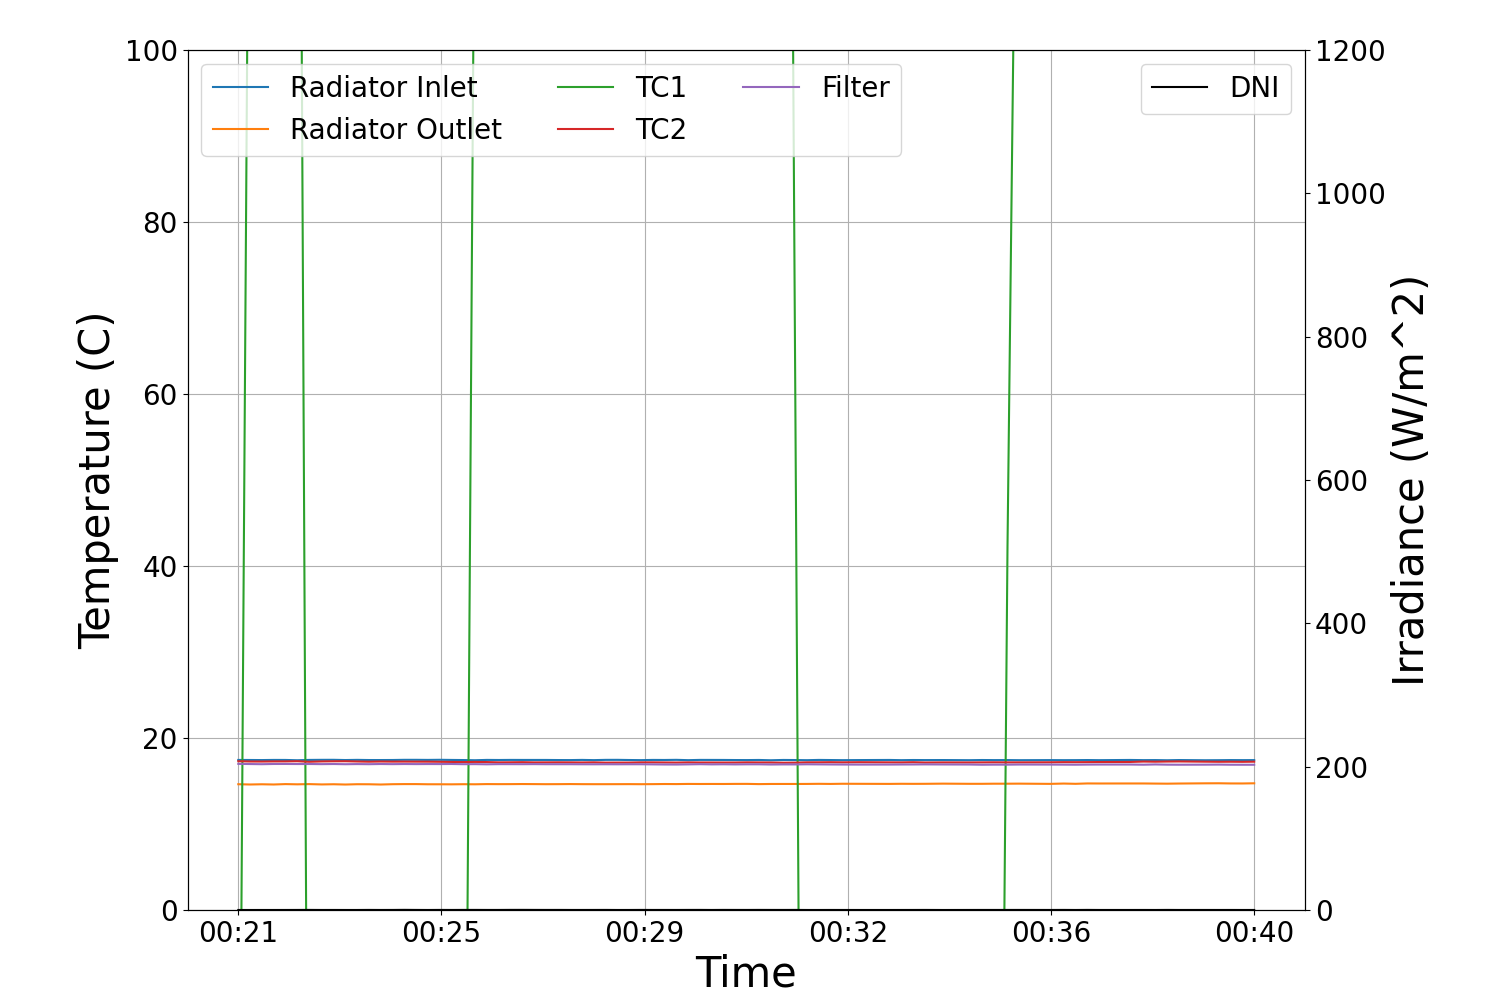 100
80
60
40
20
0
Temperature (C)
Radiator Inlet
Radiator Outlet
TC1
TC2
Filter
DNI
1200
1000
800
600
400
200
0
Irradiance (W/m^2)
00:21 00:25 00:29 00:32 00:36 00:40
Time